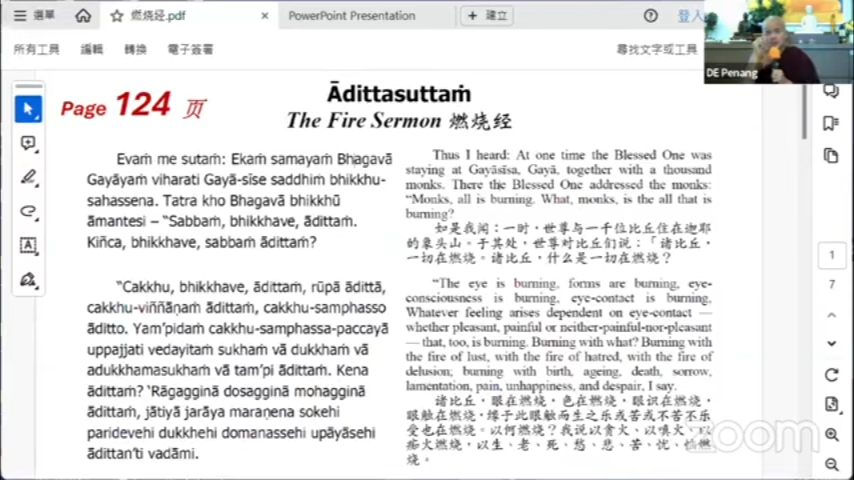 選單
燃烧经.pdf
PowerPoint Presentation
建立
登入
所有工具 編輯 轉換 電子簽署
尋找文字或工具
DE Penang
Page 124 页
Ādittasuttaṁ
The Fire Sermon 燃烧经
Evaṁ me sutaṁ: Ekaṁ samayaṁ Bhagavā
Gayāyaṁ viharati Gayā-sīse saddhiṁ bhikkhu-
sahassena. Tatra kho Bhagavā bhikkhū
āmantesi – “Sabbaṁ, bhikkhave, ādittaṁ.
Kiñca, bhikkhave, sabbaṁ ādittaṁ?
“Cakkhu, bhikkhave, ādittaṁ, rūpā ādittā,
cakkhu-viññāṇaṁ ādittaṁ, cakkhu-samphasso
āditto. Yam'pidaṁ cakkhu-samphassa-paccayā
uppajjati vedayitaṁ sukhaṁ vā dukkhaṁ vā
adukkhamasukhaṁ vā tam'pi ādittaṁ. Kena
ādittaṁ? ‘Rāgagginā dosagginā mohagginā
ādittaṁ, jātiyā jarāya maraṇena sokehi
paridevehi dukkhehi domanassehi upāyāsehi
ādittan'ti vadāmi.
Thus I heard: At one time the Blessed One was
staying at Gayāsīsa, Gayā, together with a thousand
monks. There the Blessed One addressed the monks:
“Monks, all is burning. What, monks, is the all that is
burning?
如是我闻：一时，世尊与一千位比丘住在迦耶
的象头山。于其处，世尊对比丘们说：「诸比丘，
一切在燃烧。诸比丘，什么是一切在燃烧？
“The eye is burning, forms are burning, eye-
consciousness is burning, eye-contact is burning.
Whatever feeling arises dependent on eye-contact —
whether pleasant, painful or neither-painful-nor-pleasant
— that, too, is burning. Burning with what? Burning with
the fire of lust, with the fire of hatred, with the fire of
delusion; burning with birth, ageing, death, sorrow,
lamentation, pain, unhappiness, and despair, I say.
诸比丘，眼在燃烧，色在燃烧，眼识在燃烧，
眼触在燃烧，缘于此眼触而生之乐或苦或不苦不乐
受也在燃烧。以何燃烧？我说以贪火、以嗔火、以
痴火燃烧，以生、老、死、愁、悲、苦、忧、恼燃
烧。
1
7
zoom